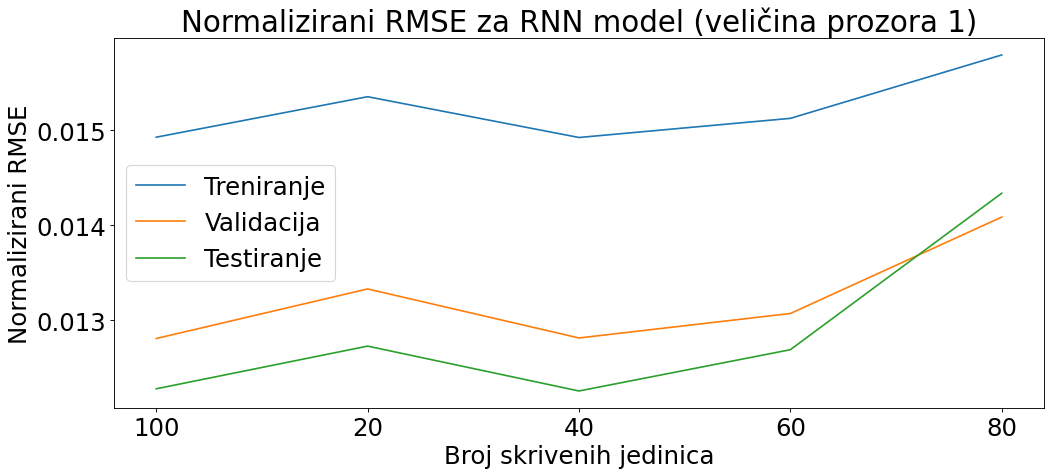 Normalizirani RMSE za RNN model (veličina prozora 1)
Normalizirani RMSE
0.015
0.014
0.013
Treniranje
Validacija
Testiranje
100 20 40 60 80
Broj skrivenih jedinica